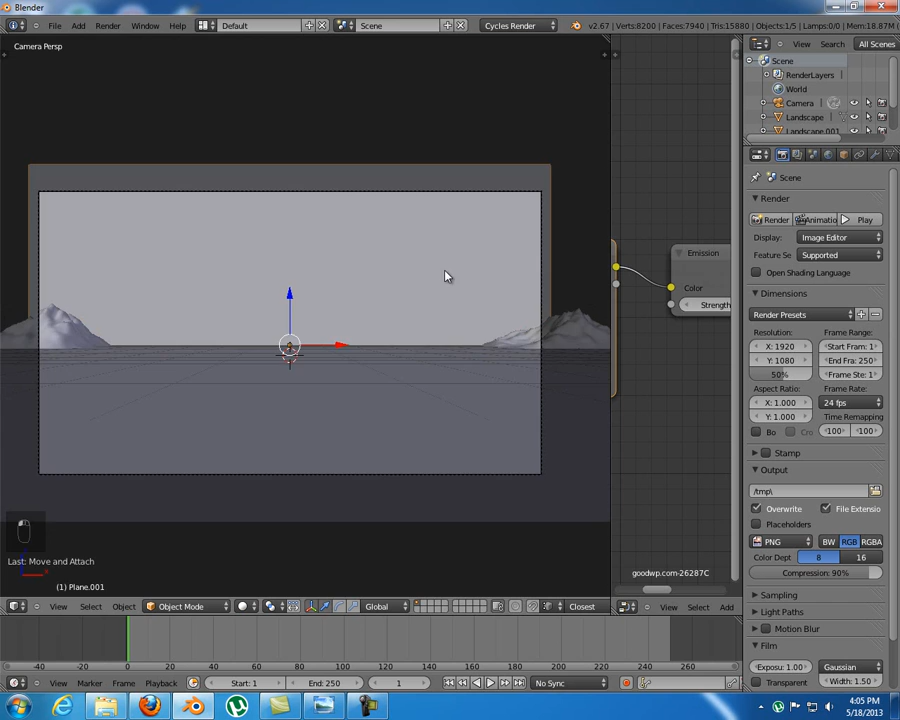 Blender
File Render Window Help Default Scene Cycles Render v2.67 | Verts:8200 | Faces:7940 | Tris:15880 | Objects:1/5 | Lamps:0/0 | Mem:18.87M
Camera Persp
View Search All Scenes
Scene
RenderLayers
World
Camera
Landscape
Landscape.001
Scene
Render
Render Animatio Play
Display: Image Editor
Feature Se Supported
Open Shading Language
Dimensions
Render Presets
Resolution: Frame Range:
X: 1920 Start Fram: 1
Y: 1080 End Fra: 250
50% Frame Ste: 1
Aspect Ratio: Frame Rate:
X: 1.000 24 fps
Y: 1.000 Time Remapping
Bo Cro 100 100
Stamp
Output
/tmp\
Overwrite File Extensio
Placeholders
PNG BW RGB RGBA
Color Dept 8 16
Compression: 90%
Sampling
Light Paths
Motion Blur
Film
Exposu: 1.00 Gaussian
Transparent Width: 1.50
Emission
Color
Strength
Last: Move and Attach
(1) Plane.001
goodwp.com-26287C
View Select Object Object Mode Global Closest
View Select Add
-40 -20 0 20 40 60 80 100 120 140 160 180 200 220 240 260
View Marker Frame Playback Start: 1 End: 250 1 No Sync
4:05 PM
5/18/2013